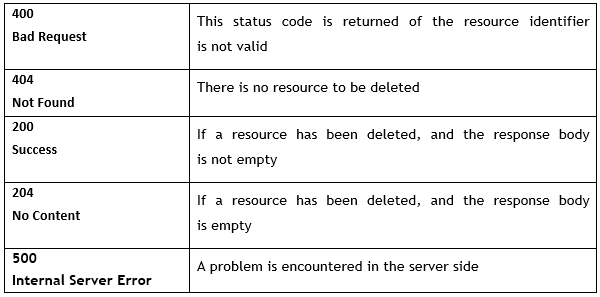 400
Bad Request
This status code is returned of the resource identifier
is not valid
404
Not Found
There is no resource to be deleted
200
Success
If a resource has been deleted, and the response body
is not empty
204
No Content
If a resource has been deleted, and the response body
is empty
500
Internal Server Error
A problem is encountered in the server side